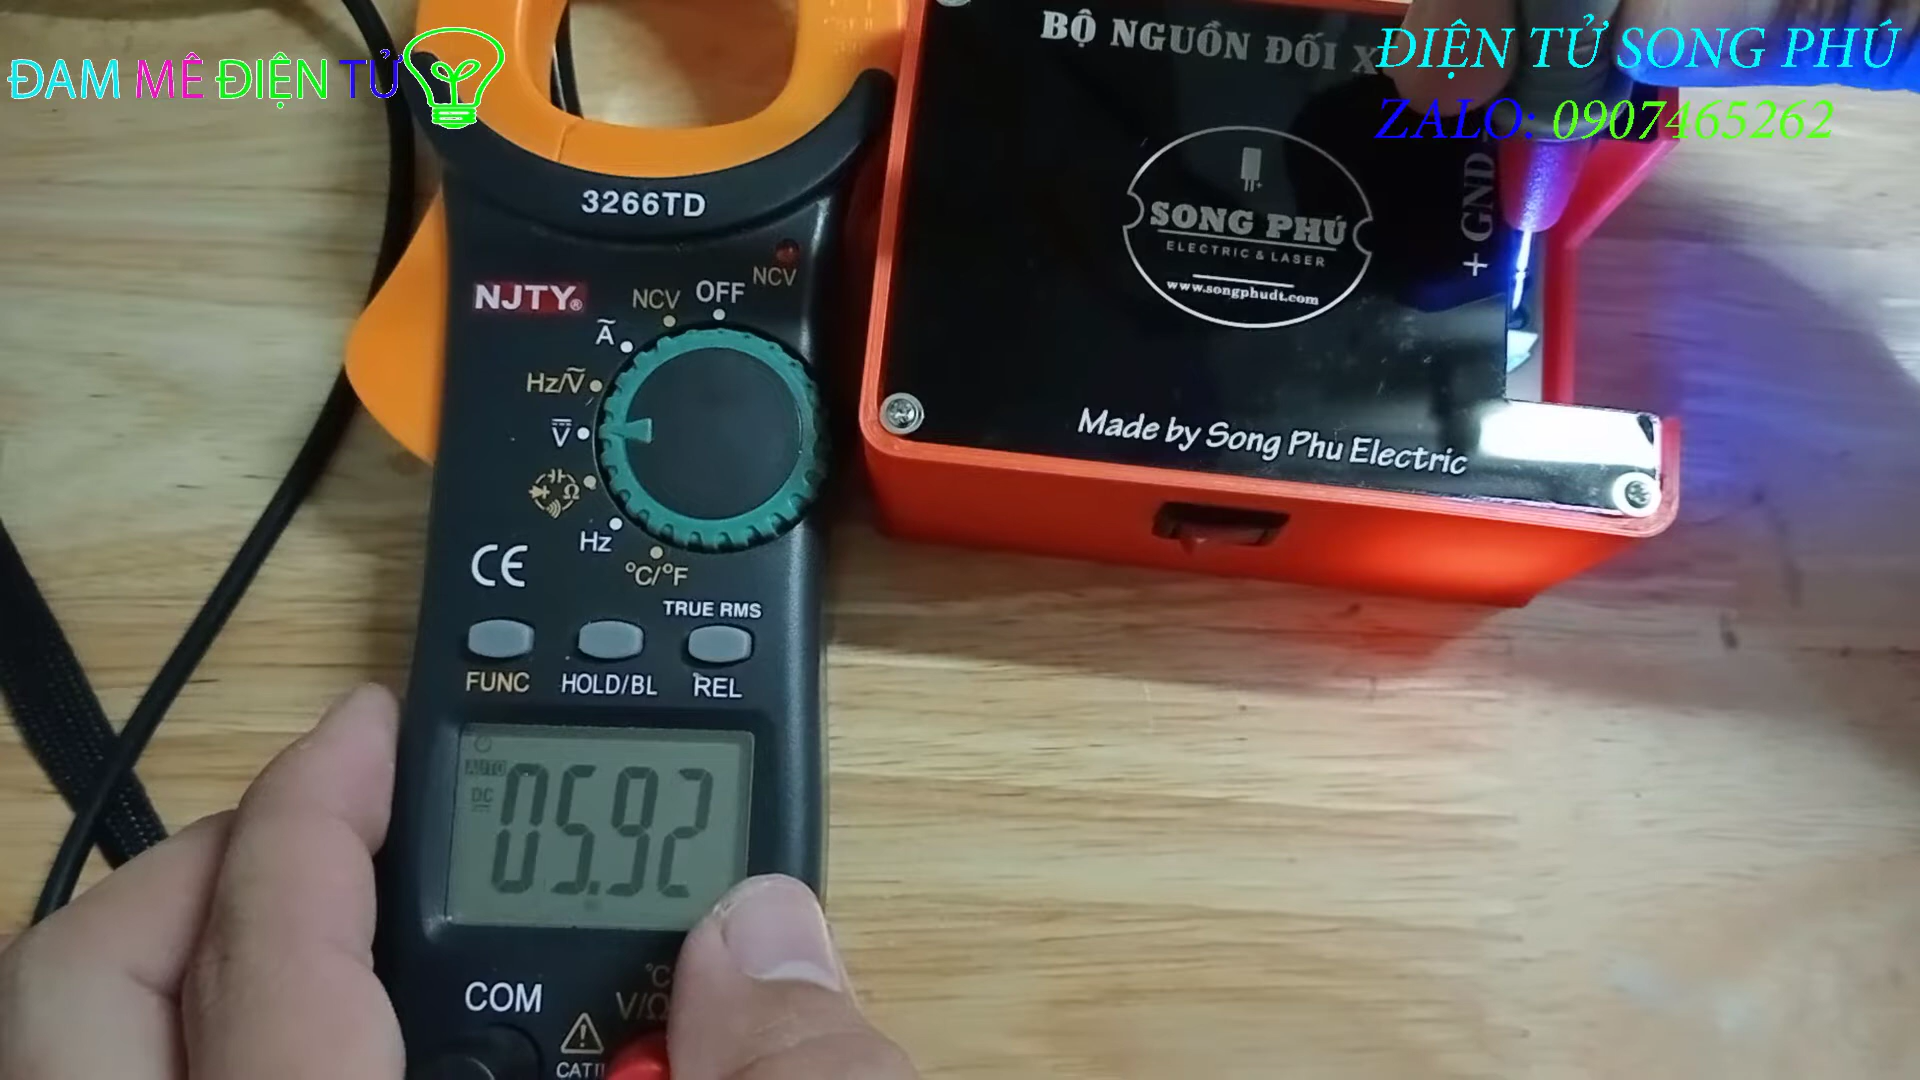 ĐAM MÊ ĐIỆN TỬ
ĐIỆN TỬ SONG PHÚ
ZALO: 0907465262
BỘ NGUỒN ĐỐI X
+ GND
SONG PHÚ
ELECTRIC & LASER
www.songphudt.com
Made by Song Phu Electric
3266TD
NJTY®
NCV
OFF
NCV
A
Hz/V
V
Ω
Hz
°C/°F
CE
TRUE RMS
FUNC
HOLD/BL
REL
AUTO
DC
05.92
COM
°C
V/Ω
CAT